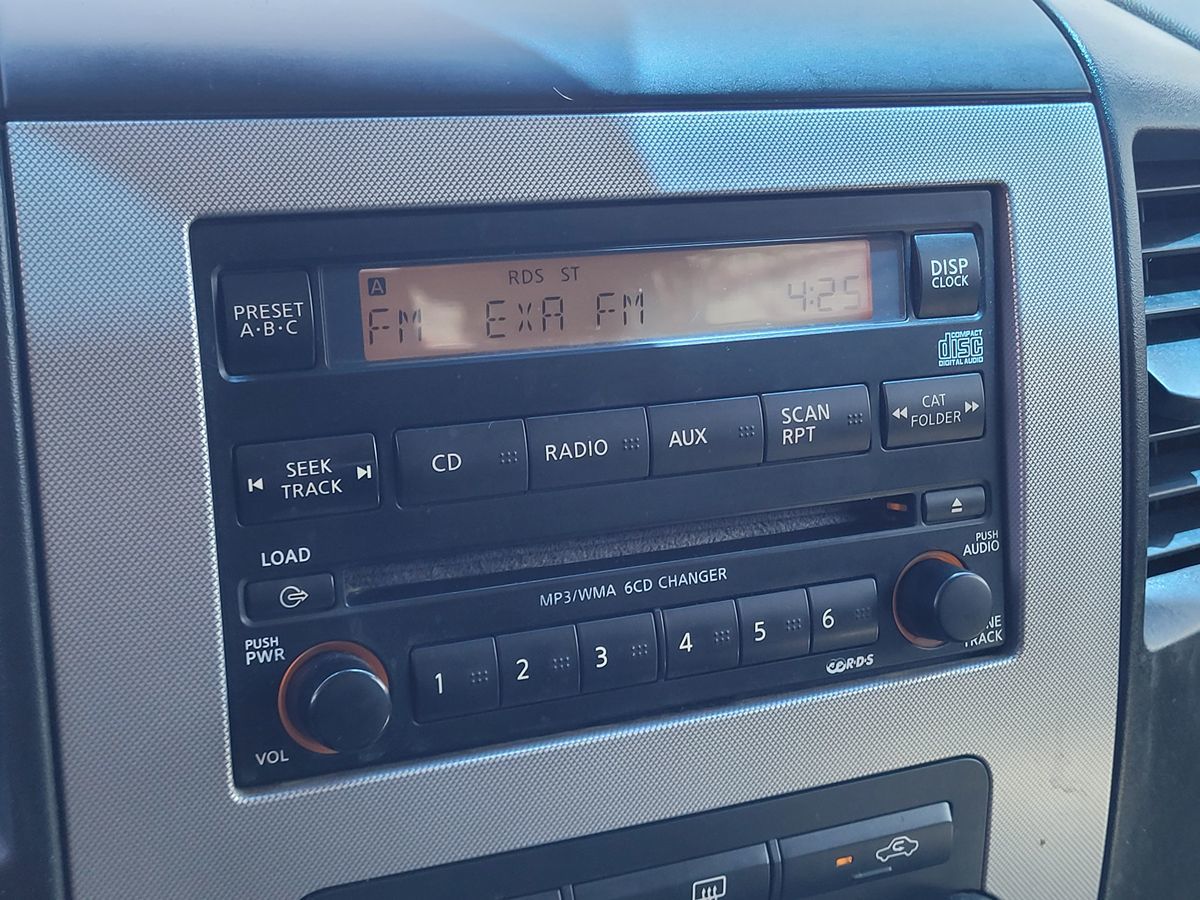 A RDS ST
FM EXA FM 4:25
PRESET
A·B·C
DISP
CLOCK
COMPACT
disc
DIGITAL AUDIO
SEEK
TRACK
CD
RADIO
AUX
SCAN
RPT
CAT
FOLDER
LOAD
MP3/WMA 6CD CHANGER
PUSH
AUDIO
PUSH
PWR
1 2 3 4 5 6
TRACK
R·D·S
VOL